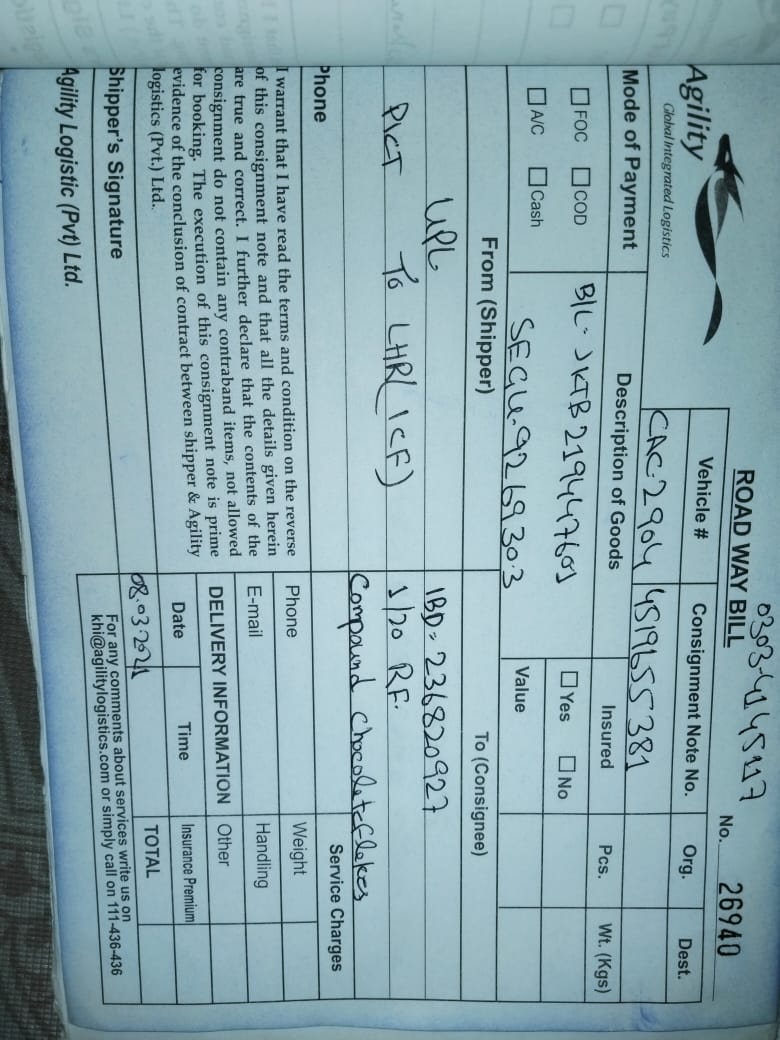 0303-4145117
ROAD WAY BILL
No. 26940
Agility
Global Integrated Logistics
Vehicle #
Consignment Note No.
Org.
Dest.
CAC-2904
4519655381
Mode of Payment
Description of Goods
Insured
Pcs.
Wt. (Kgs)
FOC COD
B/L- JKTB219447601
Yes No
A/C Cash
SEGU-9269303
Value
From (Shipper)
To (Consignee)
UPL
IBD- 236820927
PICT To LHR(ICF)
1/20 RF.
Compound Chocolate flakes
Phone
Service Charges
I warrant that I have read the terms and condition on the reverse
of this consignment note and that all the details given herein
are true and correct. I further declare that the contents of the
consignment do not contain any contraband items, not allowed
for booking. The execution of this consignment note is prime
evidence of the conclusion of contract between shipper & Agility
logistics (Pvt.) Ltd.
Phone
Weight
E-mail
Handling
DELIVERY INFORMATION
Other
Date
Time
Insurance Premium
08.03.2021
TOTAL
Shipper's Signature
For any comments about services write us on
khi@agilitylogistics.com or simply call on 111-436-436
Agility Logistic (Pvt) Ltd.